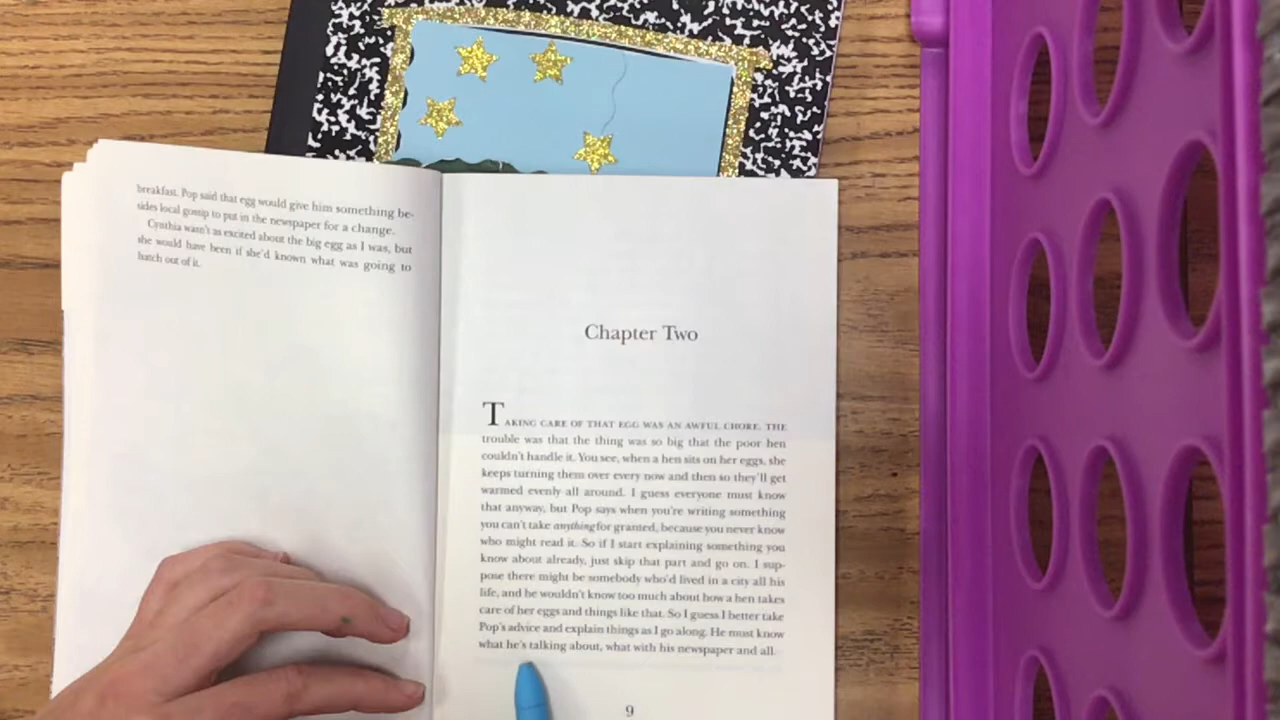 breakfast. Pop said that egg would give him something be-
sides local gossip to put in the newspaper for a change.
Cynthia wasn't as excited about the big egg as I was, but
she would have been if she'd known what was going to
hatch out of it.
Chapter Two
TAKING CARE OF THAT EGG WAS AN AWFUL CHORE. THE
trouble was that the thing was so big that the poor hen
couldn't handle it. You see, when a hen sits on her eggs, she
keeps turning them over every now and then so they'll get
warmed evenly all around. I guess everyone must know
that anyway, but Pop says when you're writing something
you can't take anything for granted, because you never know
who might read it. So if I start explaining something you
know about already, just skip that part and go on. I sup-
pose there might be somebody who'd lived in a city all his
life, and he wouldn't know too much about how a hen takes
care of her eggs and things like that. So I guess I better take
Pop's advice and explain things as I go along. He must know
what he's talking about, what with his newspaper and all.
9